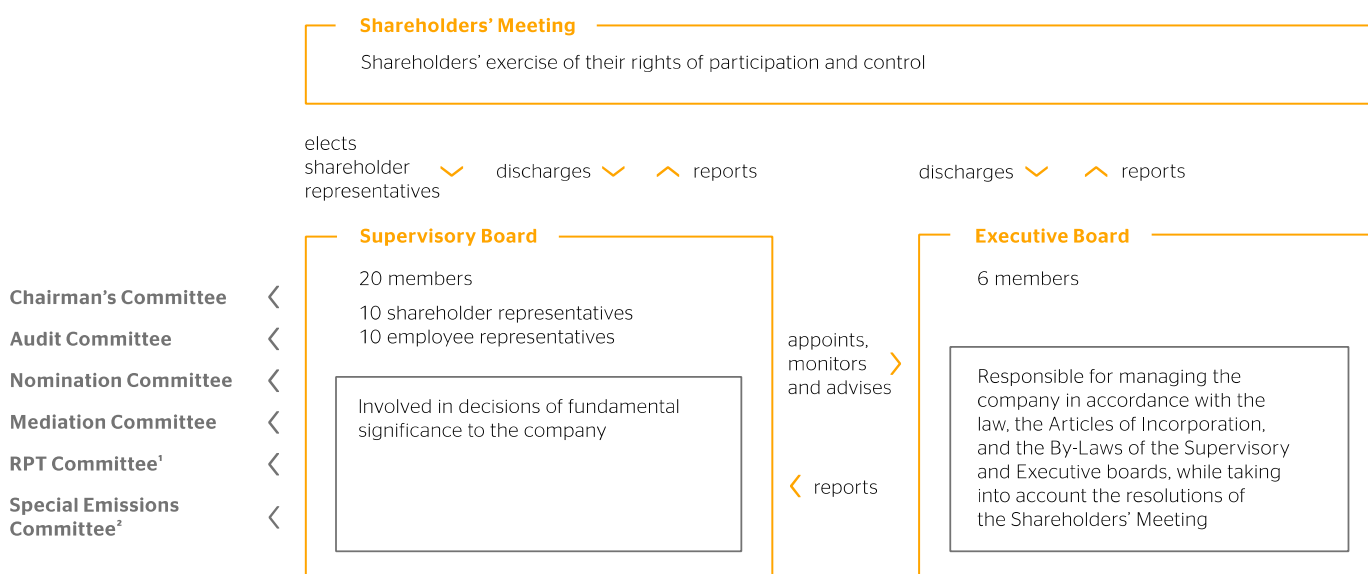 Shareholders’ Meeting
Shareholders’ exercise of their rights of participation and control
elects
shareholder
representatives
discharges
reports
discharges
reports
Supervisory Board
20 members
10 shareholder representatives
10 employee representatives
Involved in decisions of fundamental
significance to the company
Chairman’s Committee
Audit Committee
Nomination Committee
Mediation Committee
RPT Committee¹
Special Emissions
Committee²
appoints,
monitors
and advises
reports
Executive Board
6 members
Responsible for managing the
company in accordance with the
law, the Articles of Incorporation,
and the By-Laws of the Supervisory
and Executive boards, while taking
into account the resolutions of
the Shareholders’ Meeting